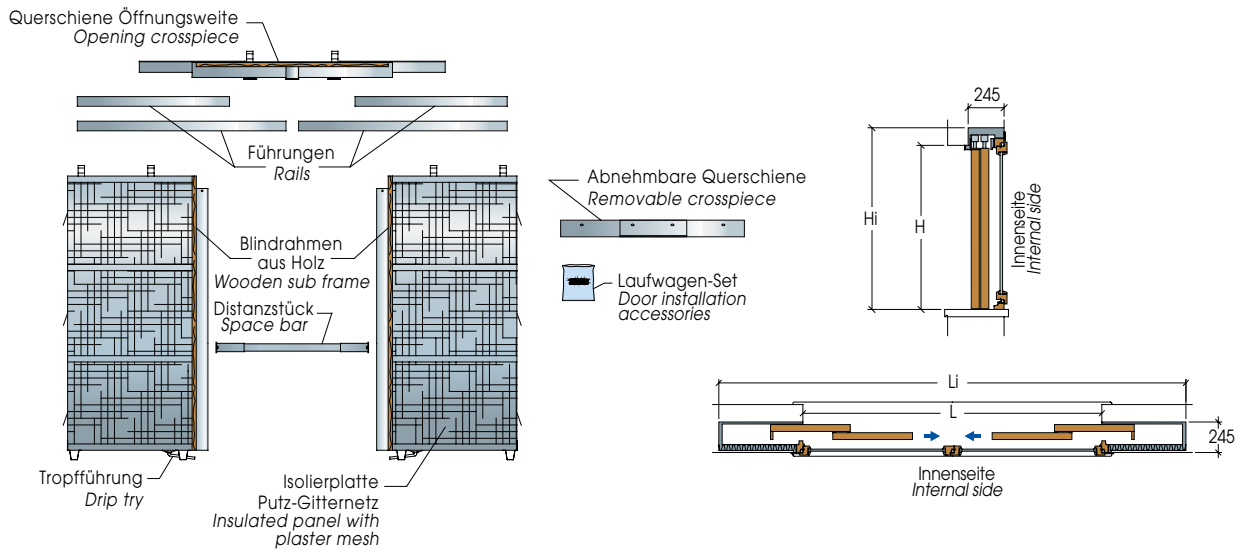 Querschiene Öffnungsweite
Opening crosspiece
Führungen
Rails
Blindrahmen
aus Holz
Wooden sub frame
Distanzstück
Space bar
Tropfführung
Drip try
Isolierplatte
Putz-Gitternetz
Insulated panel with
plaster mesh
Abnehmbare Querschiene
Removable crosspiece
Laufwagen-Set
Door installation
accessories
245
Hi
H
Innenseite
Internal side
Li
L
245
Innenseite
Internal side